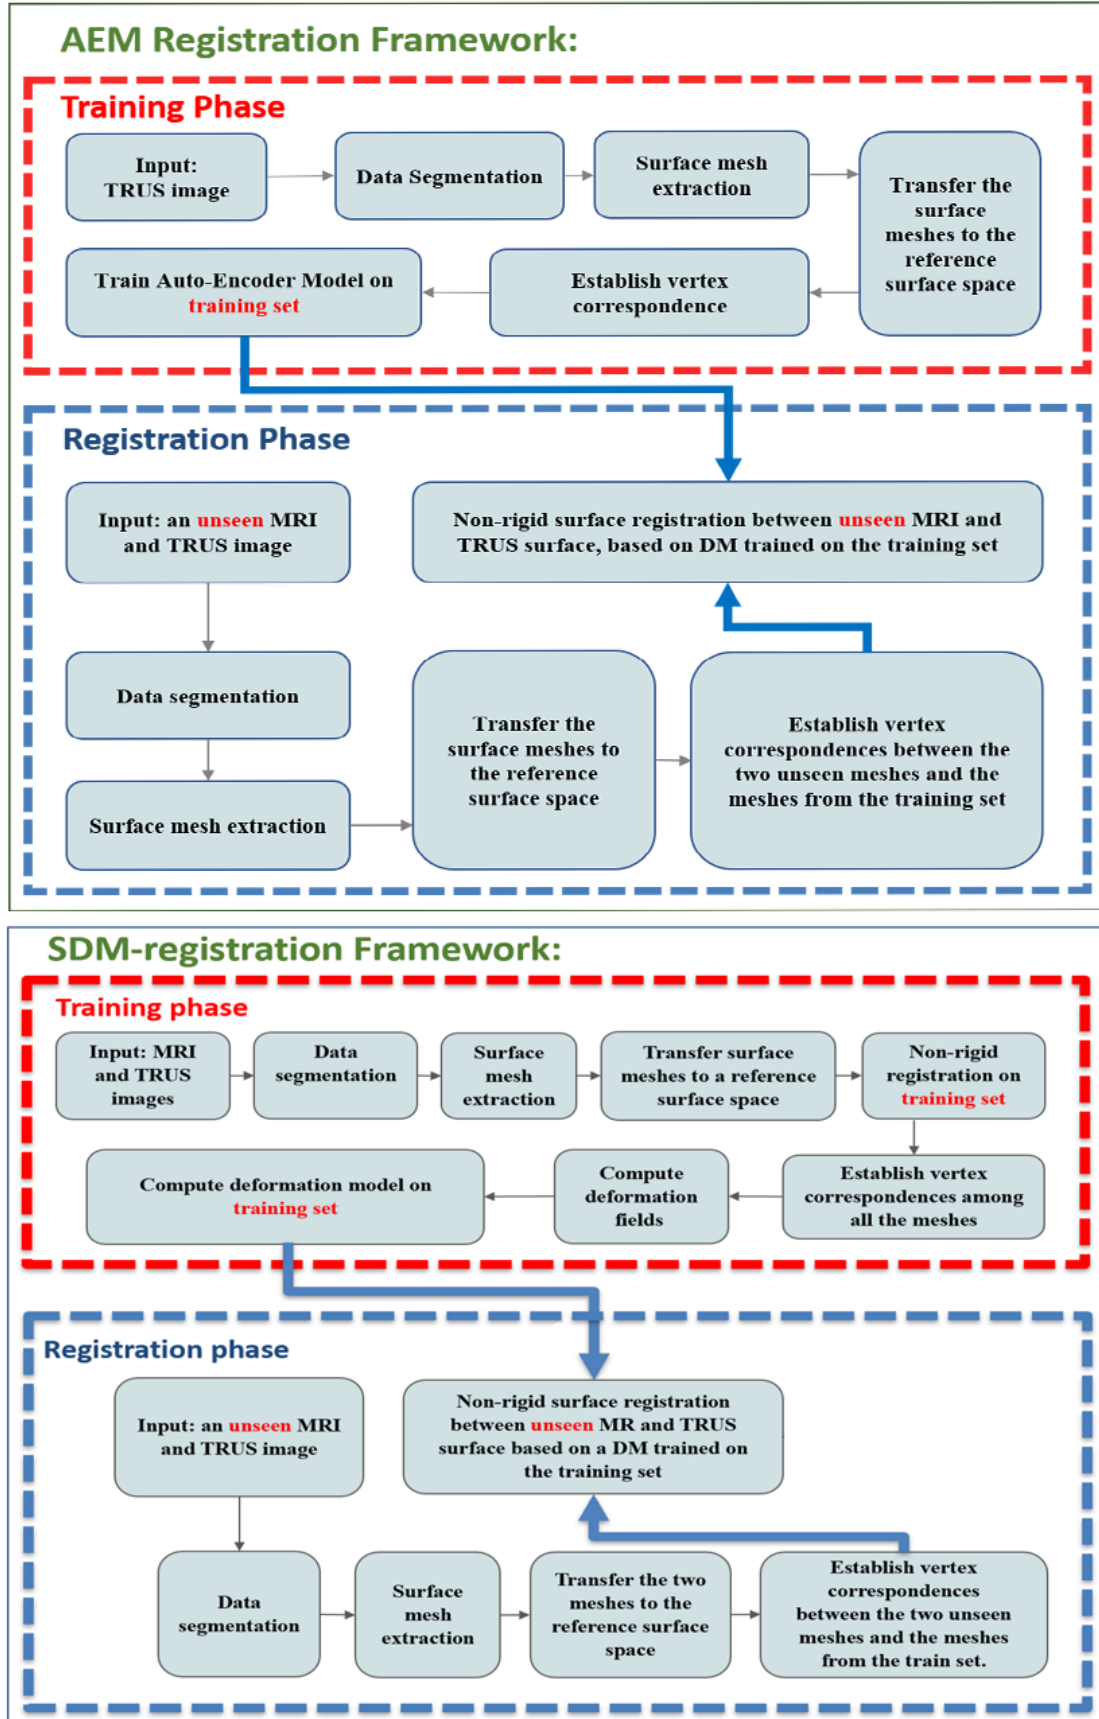 AEM Registration Framework:
Training Phase
Input:
TRUS image
Data Segmentation
Surface mesh
extraction
Transfer the
surface
meshes to the
reference
surface space
Establish vertex
correspondence
Train Auto-Encoder Model on
training set
Registration Phase
Input: an unseen MRI
and TRUS image
Non-rigid surface registration between unseen MRI and
TRUS surface, based on DM trained on the training set
Data segmentation
Surface mesh extraction
Transfer the
surface meshes to
the reference
surface space
Establish vertex
correspondences between the
two unseen meshes and the
meshes from the training set
SDM-registration Framework:
Training phase
Input: MRI
and TRUS
images
Data
segmentation
Surface
mesh
extraction
Transfer surface
meshes to a reference
surface space
Non-rigid
registration on
training set
Establish vertex
correspondences among
all the meshes
Compute
deformation
fields
Compute deformation model on
training set
Registration phase
Input: an unseen MRI
and TRUS image
Non-rigid surface registration
between unseen MR and TRUS
surface based on a DM trained on
the training set
Data
segmentation
Surface
mesh
extraction
Transfer the two
meshes to the
reference surface
space
Establish vertex
correspondences
between the two unseen
meshes and the meshes
from the train set.